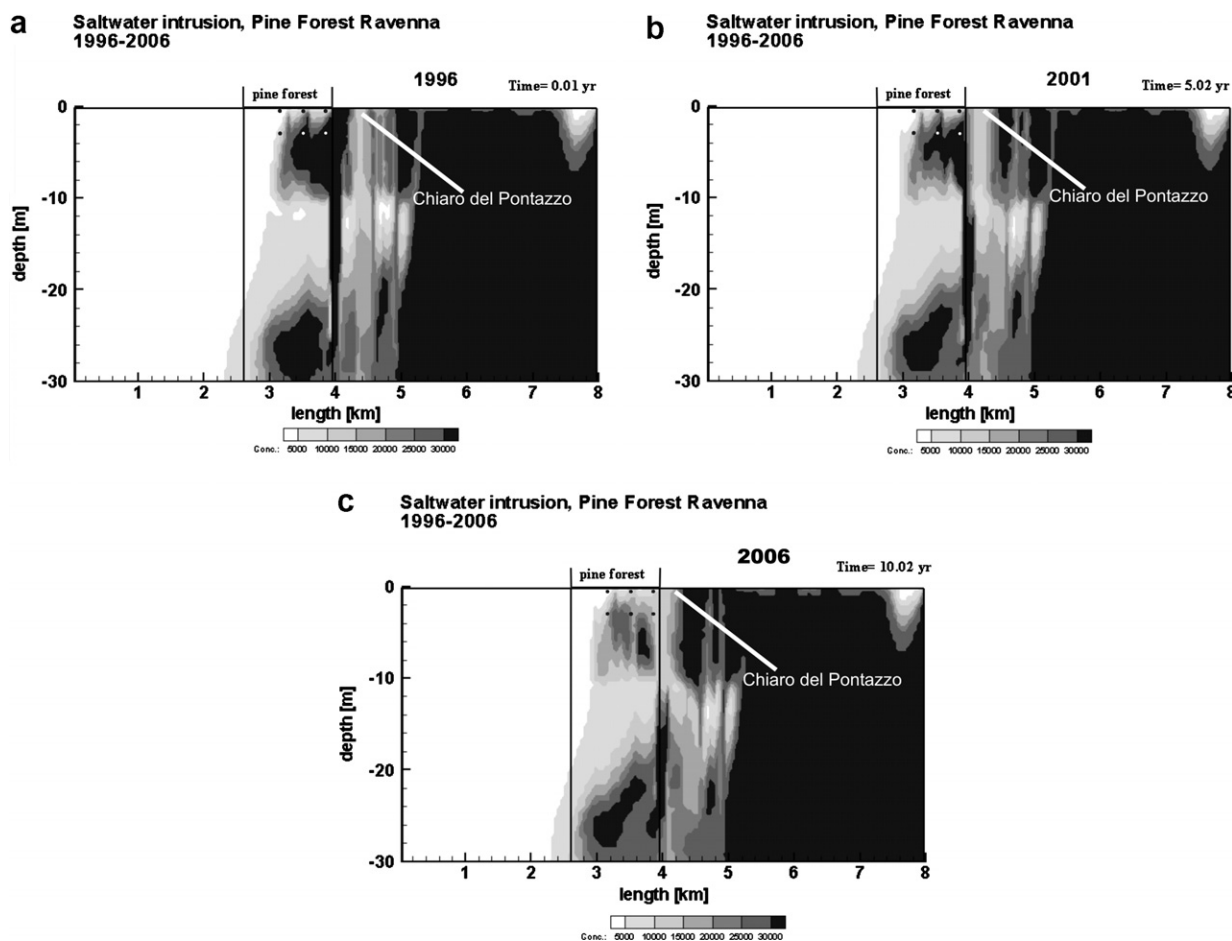 a
Saltwater intrusion, Pine Forest Ravenna
1996-2006
1996
Time= 0.01 yr
pine forest
0
-10
-20
-30
depth [m]
Chiaro del Pontazzo
1 2 3 4 5 6 7 8
length [km]
Conc.: 5000 10000 15000 20000 25000 30000
b
Saltwater intrusion, Pine Forest Ravenna
1996-2006
2001
Time= 5.02 yr
pine forest
0
-10
-20
-30
depth [m]
Chiaro del Pontazzo
1 2 3 4 5 6 7 8
length [km]
Conc.: 5000 10000 15000 20000 25000 30000
c
Saltwater intrusion, Pine Forest Ravenna
1996-2006
2006
Time= 10.02 yr
pine forest
0
-10
-20
-30
depth [m]
Chiaro del Pontazzo
1 2 3 4 5 6 7 8
length [km]
Conc.: 5000 10000 15000 20000 25000 30000